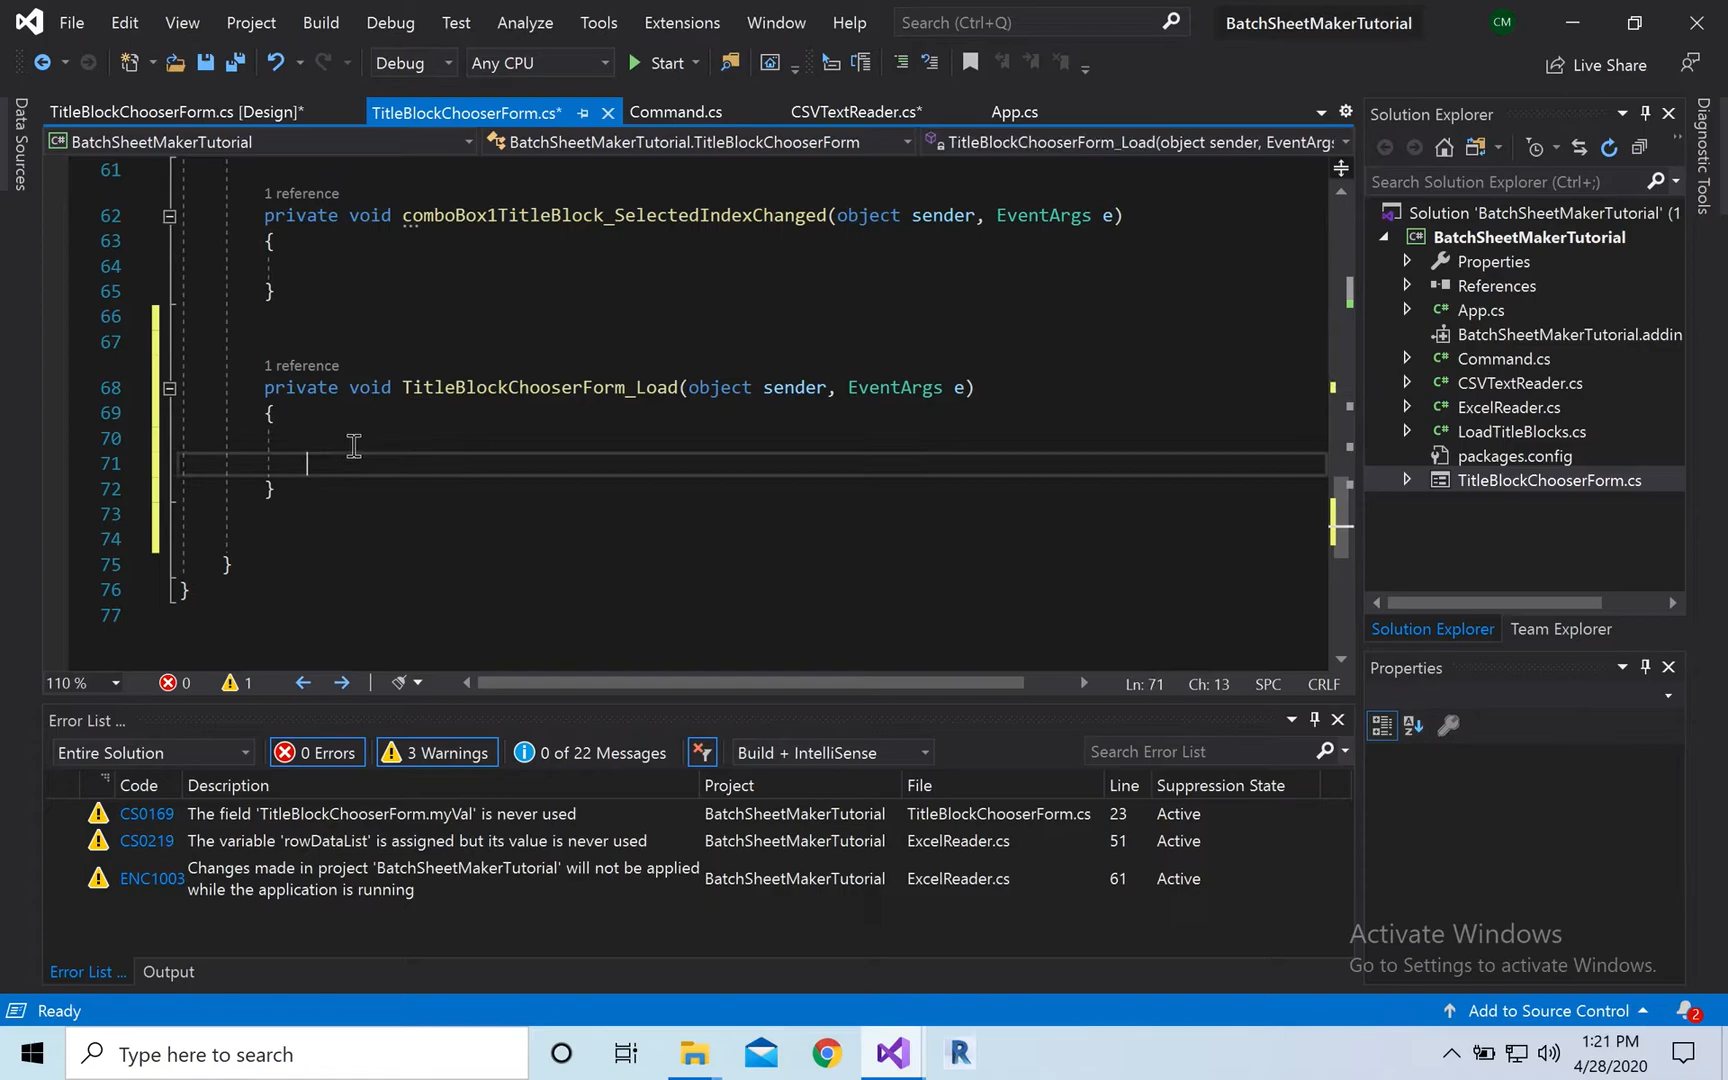 File Edit View Project Build Debug Test Analyze Tools Extensions Window Help Search (Ctrl+Q) BatchSheetMakerTutorial CM
Debug Any CPU Start Live Share
Data Sources
TitleBlockChooserForm.cs [Design]* TitleBlockChooserForm.cs* Command.cs CSVTextReader.cs* App.cs
BatchSheetMakerTutorial BatchSheetMakerTutorial.TitleBlockChooserForm TitleBlockChooserForm_Load(object sender, EventArgs
61
1 reference
62 private void comboBox1TitleBlock_SelectedIndexChanged(object sender, EventArgs e)
63 {
64
65 }
66
67
1 reference
68 private void TitleBlockChooserForm_Load(object sender, EventArgs e)
69 {
70
71
72 }
73
74
75 }
76 }
77
110 % 0 1 Ln: 71 Ch: 13 SPC CRLF
Solution Explorer
Search Solution Explorer (Ctrl+;)
Solution 'BatchSheetMakerTutorial' (1
BatchSheetMakerTutorial
Properties
References
App.cs
BatchSheetMakerTutorial.addin
Command.cs
CSVTextReader.cs
ExcelReader.cs
LoadTitleBlocks.cs
packages.config
TitleBlockChooserForm.cs
Solution Explorer Team Explorer
Properties
Diagnostic Tools
Error List ...
Entire Solution 0 Errors 3 Warnings 0 of 22 Messages Build + IntelliSense Search Error List
Code Description Project File Line Suppression State
CS0169 The field 'TitleBlockChooserForm.myVal' is never used BatchSheetMakerTutorial TitleBlockChooserForm.cs 23 Active
CS0219 The variable 'rowDataList' is assigned but its value is never used BatchSheetMakerTutorial ExcelReader.cs 51 Active
ENC1003 Changes made in project 'BatchSheetMakerTutorial' will not be applied while the application is running BatchSheetMakerTutorial ExcelReader.cs 61 Active
Error List ... Output
Activate Windows
Go to Settings to activate Windows.
Ready Add to Source Control 2
Type here to search
1:21 PM
4/28/2020